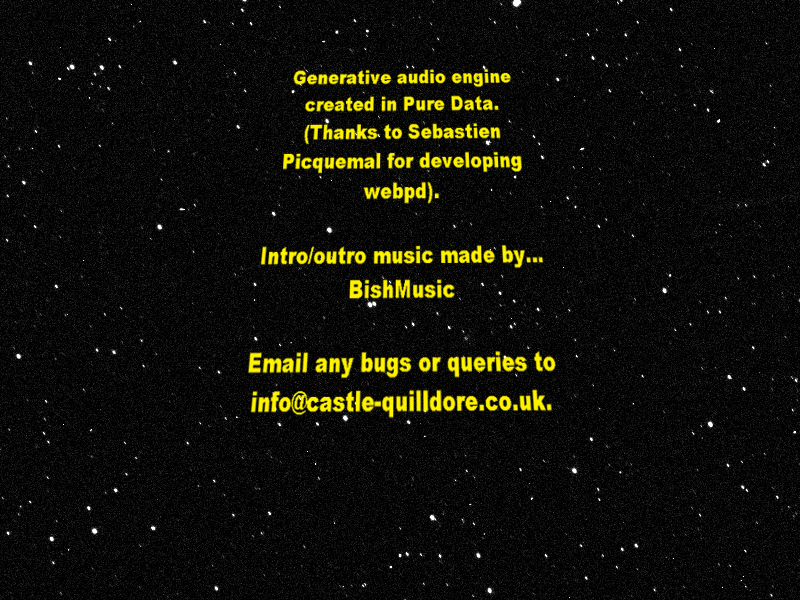 Generative audio engine
created in Pure Data.
(Thanks to Sebastien
Picquemal for developing
webpd).
Intro/outro music made by...
BishMusic
Email any bugs or queries to
info@castle-quilldore.co.uk.